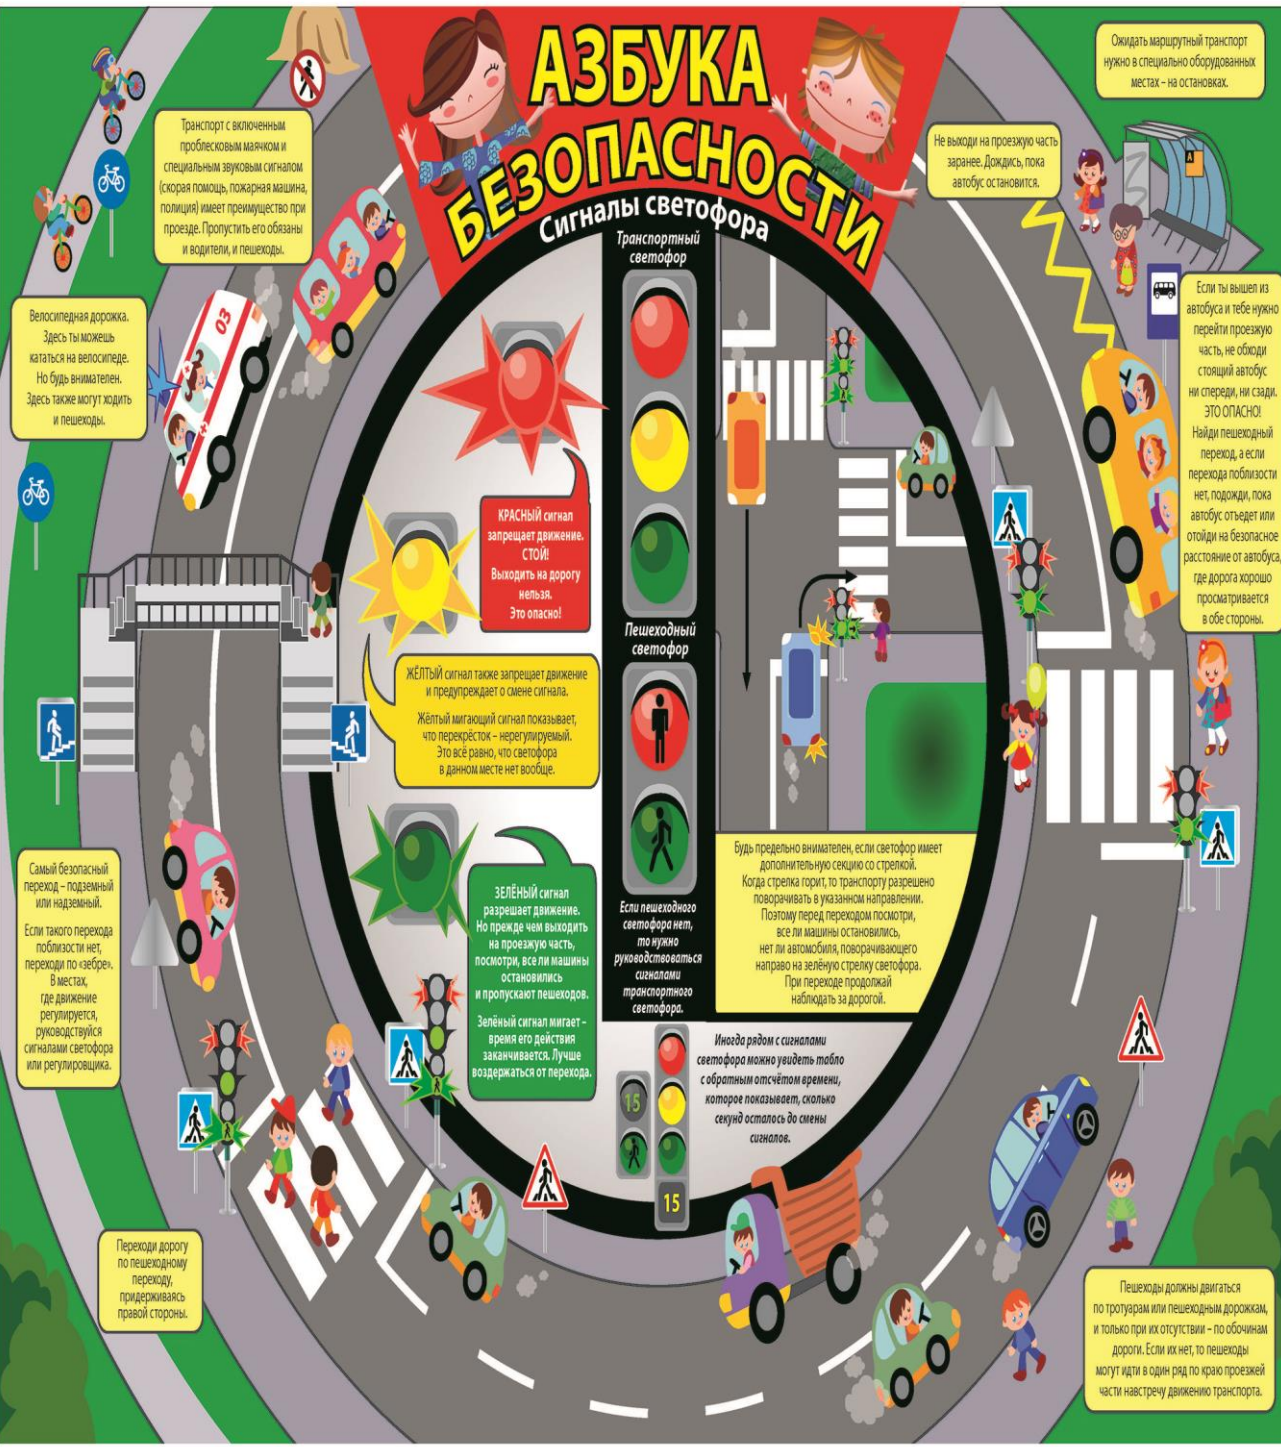 АЗБУКА
БЕЗОПАСНОСТИ
Сигналы светофора
Транспортный
светофор
Ожидать маршрутный транспорт
нужно в специально оборудованных
местах – на остановках.
Не выходи на проезжую часть
заранее. Дождись, пока
автобус остановится.
А
Транспорт с включенным
проблесковым маячком и
специальным звуковым сигналом
(скорая помощь, пожарная машина,
полиция) имеет преимущество при
проезде. Пропустить его обязаны
и водители, и пешеходы.
03
Велосипедная дорожка.
Здесь ты можешь
кататься на велосипеде.
Но будь внимателен.
Здесь также могут ходить
и пешеходы.
Если ты вышел из
автобуса и тебе нужно
перейти проезжую
часть, не обходи
стоящий автобус
ни спереди, ни сзади.
ЭТО ОПАСНО!
Найди пешеходный
переход, а если
перехода поблизости
нет, подожди, пока
автобус отъедет или
отойди на безопасное
расстояние от автобуса,
где дорога хорошо
просматривается
в обе стороны.
КРАСНЫЙ сигнал
запрещает движение.
СТОЙ!
Выходить на дорогу
нельзя.
Это опасно!
Пешеходный
светофор
ЖЁЛТЫЙ сигнал также запрещает движение
и предупреждает о смене сигнала.
Жёлтый мигающий сигнал показывает,
что перекрёсток – нерегулируемый.
Это всё равно, что светофора
в данном месте нет вообще.
ЗЕЛЁНЫЙ сигнал
разрешает движение.
Но прежде чем выходить
на проезжую часть,
посмотри, все ли машины
остановились
и пропускают пешеходов.
Зелёный сигнал мигает –
время его действия
заканчивается. Лучше
воздержаться от перехода.
Если пешеходного
светофора нет,
то нужно
руководствоваться
сигналами
транспортного
светофора.
Будь предельно внимателен, если светофор имеет
дополнительную секцию со стрелкой.
Когда стрелка горит, то транспорту разрешено
поворачивать в указанном направлении.
Поэтому перед переходом посмотри,
все ли машины остановились,
нет ли автомобиля, поворачивающего
направо на зелёную стрелку светофора.
При переходе продолжай
наблюдать за дорогой.
Самый безопасный
переход – подземный
или надземный.
Если такого перехода
поблизости нет,
переходи по «зебре».
В местах,
где движение
регулируется,
руководствуйся
сигналами светофора
или регулировщика.
Иногда рядом с сигналами
светофора можно увидеть табло
с обратным отсчётом времени,
которое показывает, сколько
секунд осталось до смены
сигналов.
15
15
Переходи дорогу
по пешеходному
переходу,
придерживаясь
правой стороны.
Пешеходы должны двигаться
по тротуарам или пешеходным дорожкам,
и только при их отсутствии – по обочинам
дороги. Если их нет, то пешеходы
могут идти в один ряд по краю проезжей
части навстречу движению транспорта.